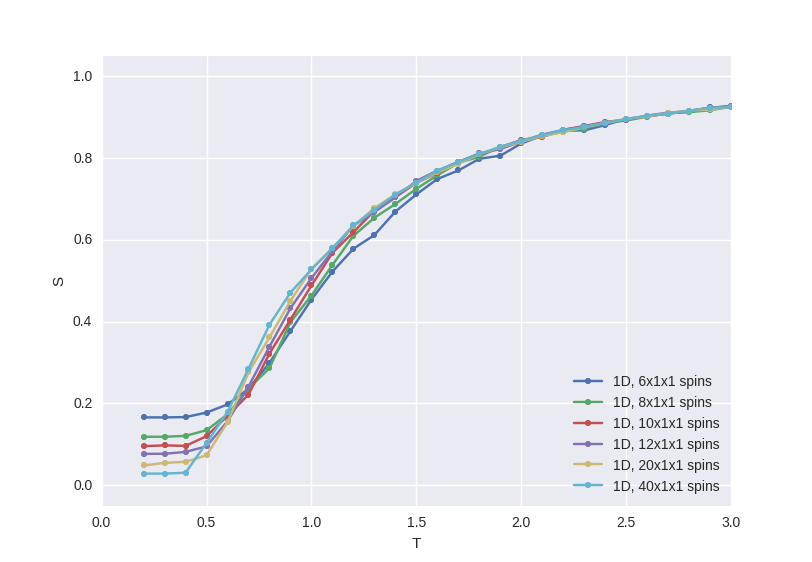 1.0
0.8
0.6
0.4
0.2
0.0
S
0.0 0.5 1.0 1.5 2.0 2.5 3.0
T
1D, 6x1x1 spins
1D, 8x1x1 spins
1D, 10x1x1 spins
1D, 12x1x1 spins
1D, 20x1x1 spins
1D, 40x1x1 spins